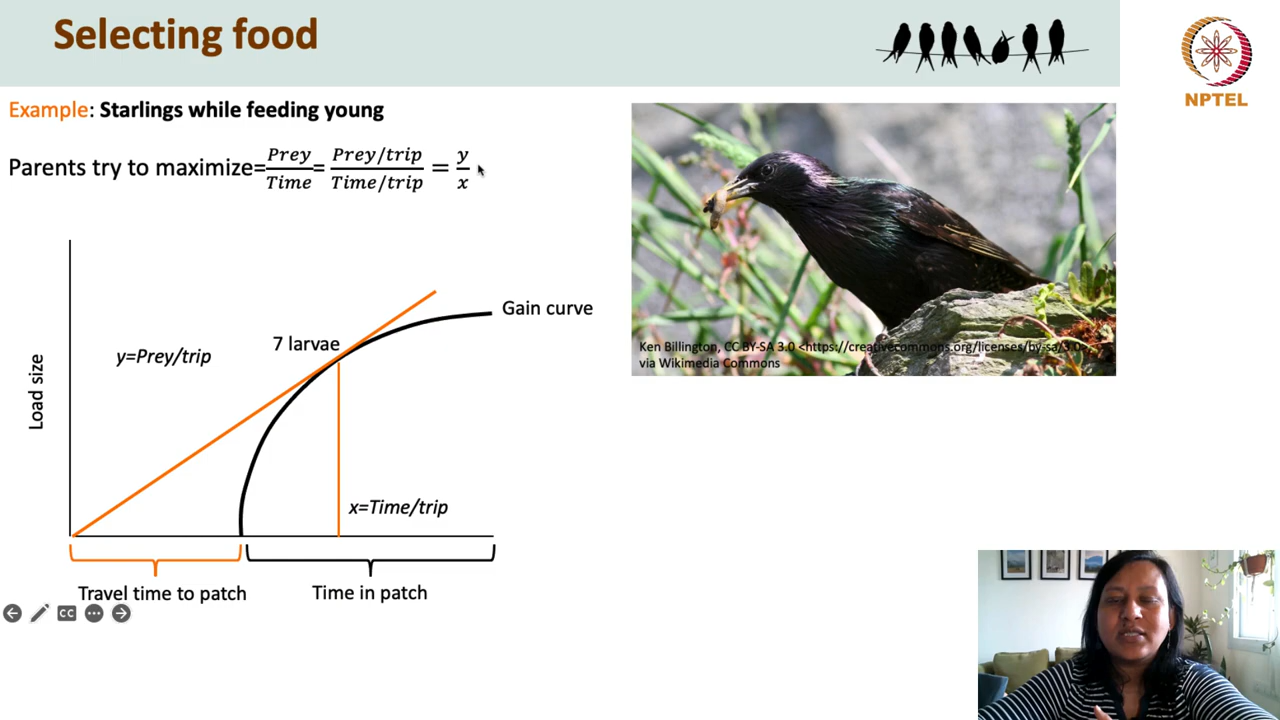 Selecting food
NPTEL
Example: Starlings while feeding young
Parents try to maximize=Prey/Time=Prey/trip/Time/trip=y/x
Gain curve
7 larvae
y=Prey/trip
Load size
x=Time/trip
Travel time to patch
Time in patch
CC
Ken Billington, CC BY-SA 3.0 <https://creativecommons.org/licenses/by-sa/3.0>,
via Wikimedia Commons